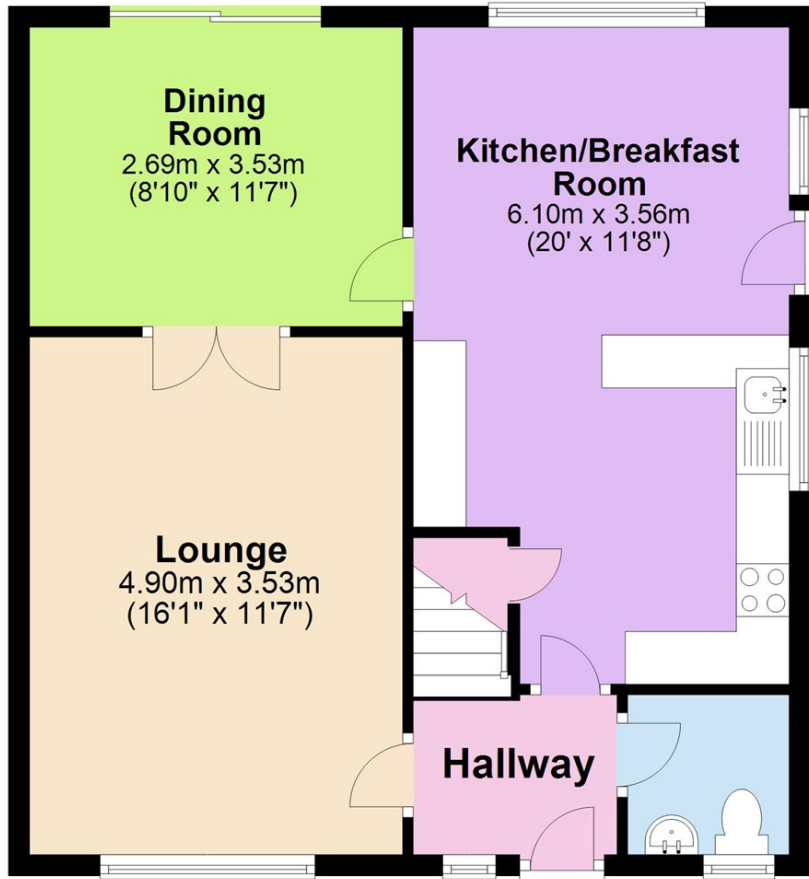 Dining
Room
2.69m x 3.53m
(8'10" x 11'7")
Kitchen/Breakfast
Room
6.10m x 3.56m
(20' x 11'8")
Lounge
4.90m x 3.53m
(16'1" x 11'7")
Hallway